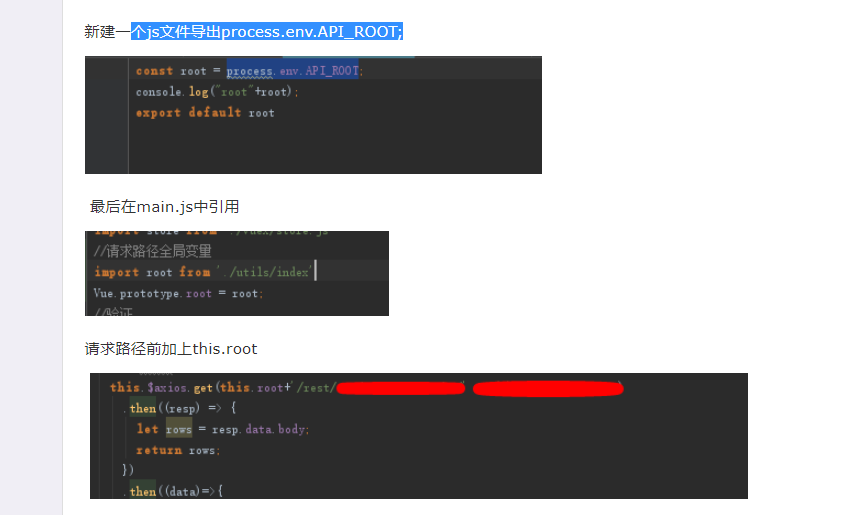 新建一个js文件导出process.env.API_ROOT;
const root = process.env.API_ROOT;
console.log("root"+root);
export default root
最后在main.js中引用
import store from './vuex/store.js'
//请求路径全局变量
import root from './utils/index'
Vue.prototype.root = root;
//验证
请求路径前加上this.root
this.$axios.get(this.root+'/rest/
.then((resp) => {
let rows = resp.data.body;
return rows;
})
.then((data)=>{